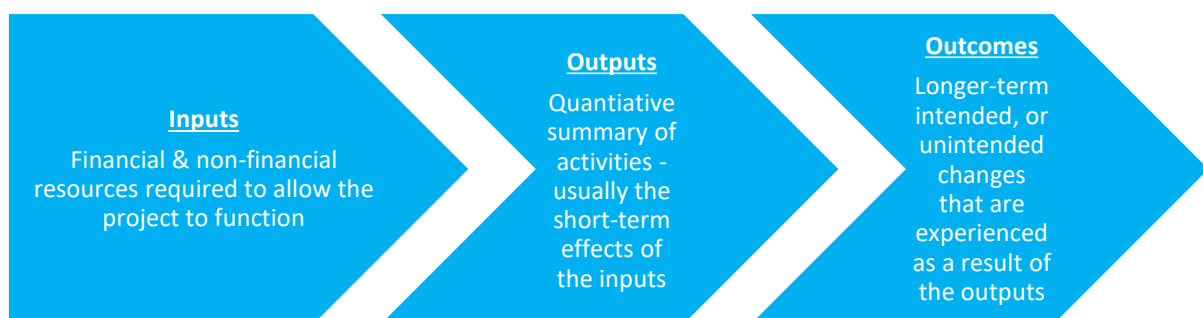 Inputs
Financial & non-financial
resources required to allow the
project to function
Outputs
Quantiative
summary of
activities -
usually the
short-term
effects of
the inputs
Outcomes
Longer-term
intended, or
unintended
changes
that are
experienced
as a result of
the outputs